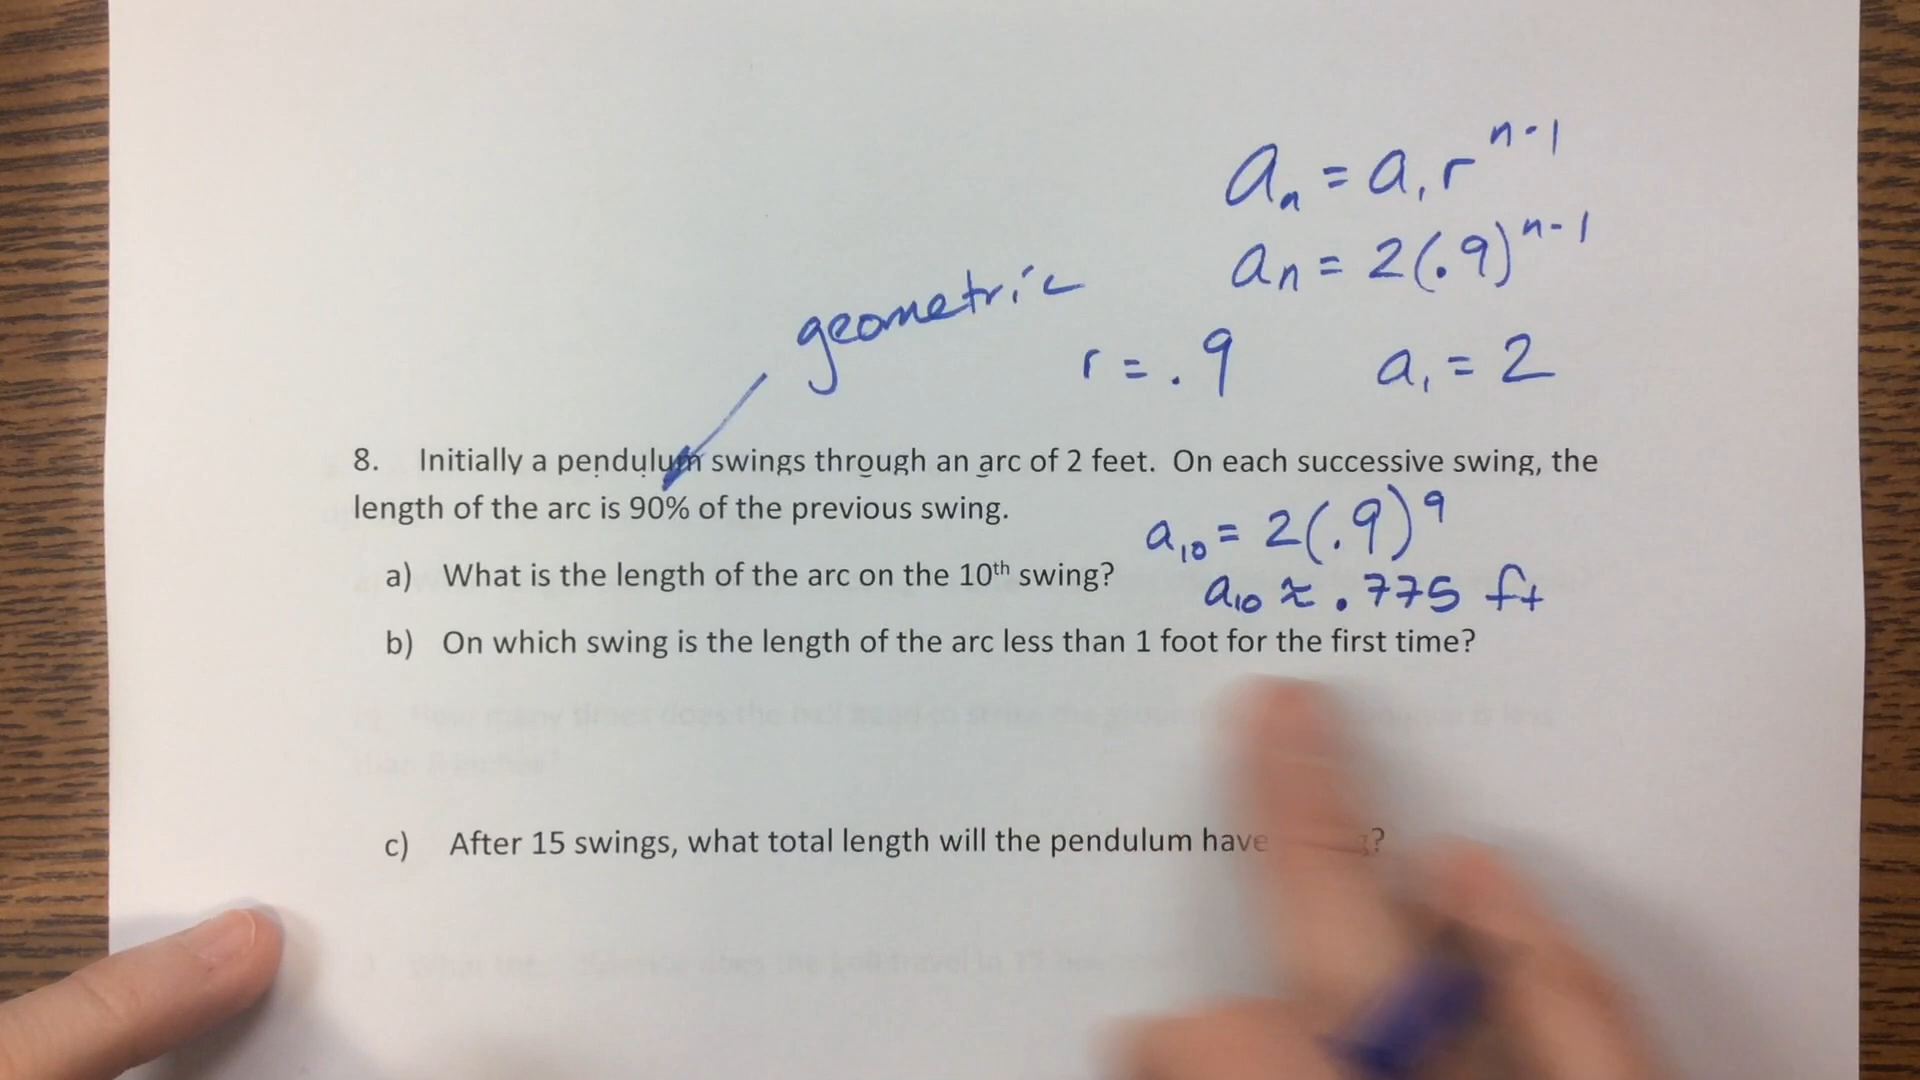 aₙ = a₁rⁿ⁻¹
aₙ = 2(.9)ⁿ⁻¹
geometric
r = .9 a₁ = 2
8. Initially a pendulum swings through an arc of 2 feet. On each successive swing, the
length of the arc is 90% of the previous swing.
a₁₀ = 2(.9)⁹
a) What is the length of the arc on the 10ᵗʰ swing?
a₁₀ ≈ .775 ft
b) On which swing is the length of the arc less than 1 foot for the first time?
c) After 15 swings, what total length will the pendulum have ?